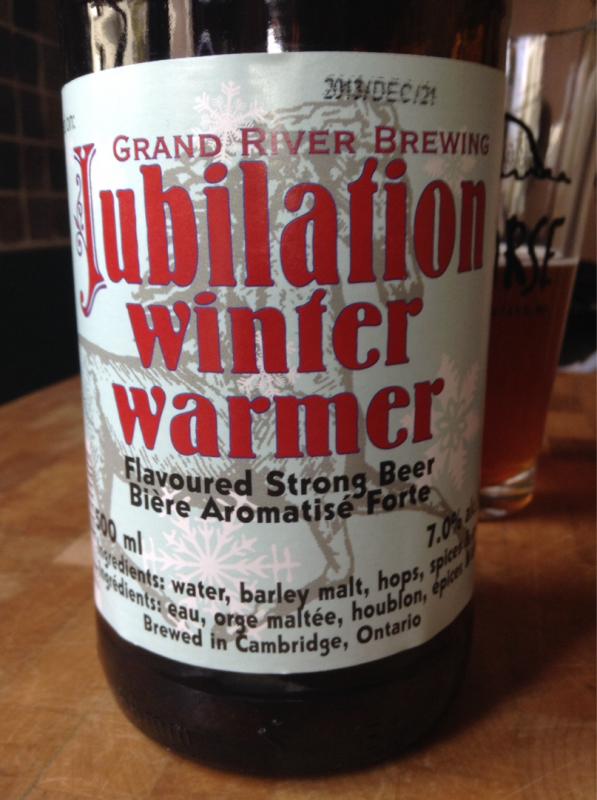 2013/DEC/21
GRAND RIVER BREWING
Jubilation
winter
warmer
Flavoured Strong Beer
Bière Aromatisé Forte
500 ml
7.0%
ingredients: water, barley malt, hops, spices
ingrédients: eau, orge maltée, houblon, épices
Brewed in Cambridge, Ontario